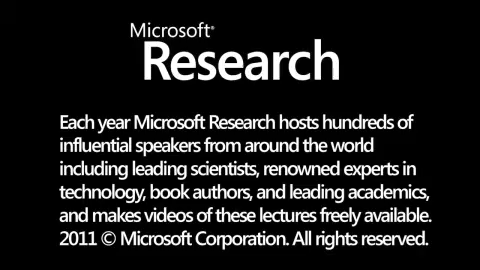 Microsoft®
Research
Each year Microsoft Research hosts hundreds of
influential speakers from around the world
including leading scientists, renowned experts in
technology, book authors, and leading academics,
and makes videos of these lectures freely available.
2011 © Microsoft Corporation. All rights reserved.